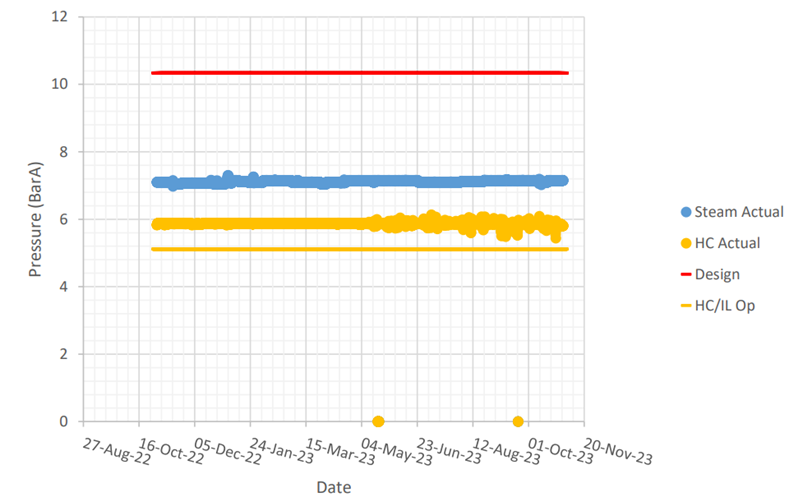 12
10
8
6
4
2
0
Pressure (BarA)
27-Aug-22
16-Oct-22
05-Dec-22
24-Jan-23
15-Mar-23
04-May-23
23-Jun-23
12-Aug-23
01-Oct-23
20-Nov-23
Date
Steam Actual
HC Actual
Design
HC/IL Op